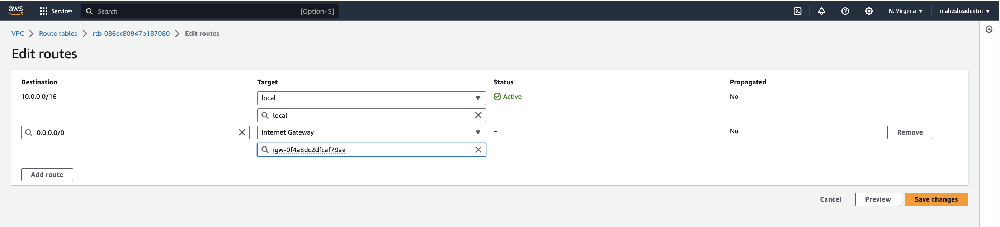 aws Services Search [Option+S] N. Virginia maheshzadeiitm
VPC Route tables rtb-086ec80947b187080 Edit routes
Edit routes
Destination Target Status Propagated
10.0.0.0/16 local Active No
local
0.0.0.0/0 Internet Gateway – No Remove
igw-0f4a8dc2dfcaf79ae
Add route
Cancel Preview Save changes